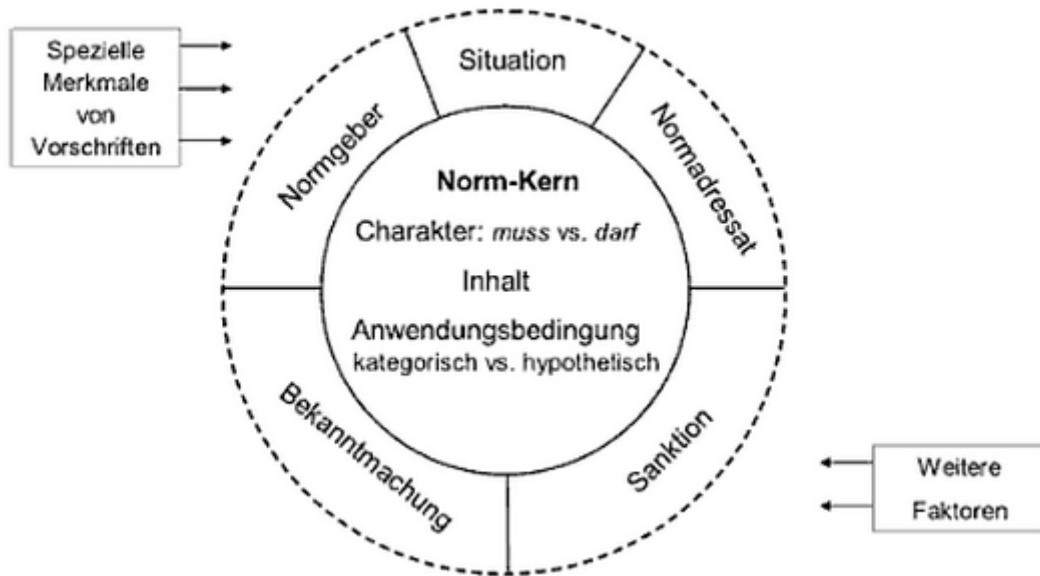 Spezielle
Merkmale
von
Vorschriften
Situation
Normgeber
Normadressat
Norm-Kern
Charakter: muss vs. darf
Inhalt
Anwendungsbedingung
kategorisch vs. hypothetisch
Bekanntmachung
Sanktion
Weitere
Faktoren